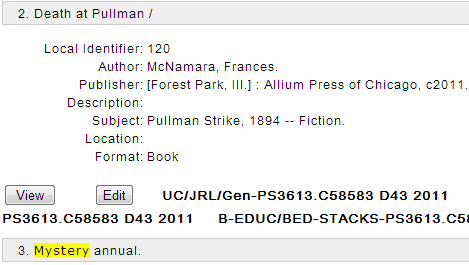 2. Death at Pullman /
Local Identifier: 120
Author: McNamara, Frances.
Publisher: [Forest Park, Ill.] : Allium Press of Chicago, c2011.
Description:
Subject: Pullman Strike, 1894 -- Fiction.
Location:
Format: Book
View Edit UC/JRL/Gen-PS3613.C58583 D43 2011
PS3613.C58583 D43 2011 B-EDUC/BED-STACKS-PS3613.C58
3. Mystery annual.